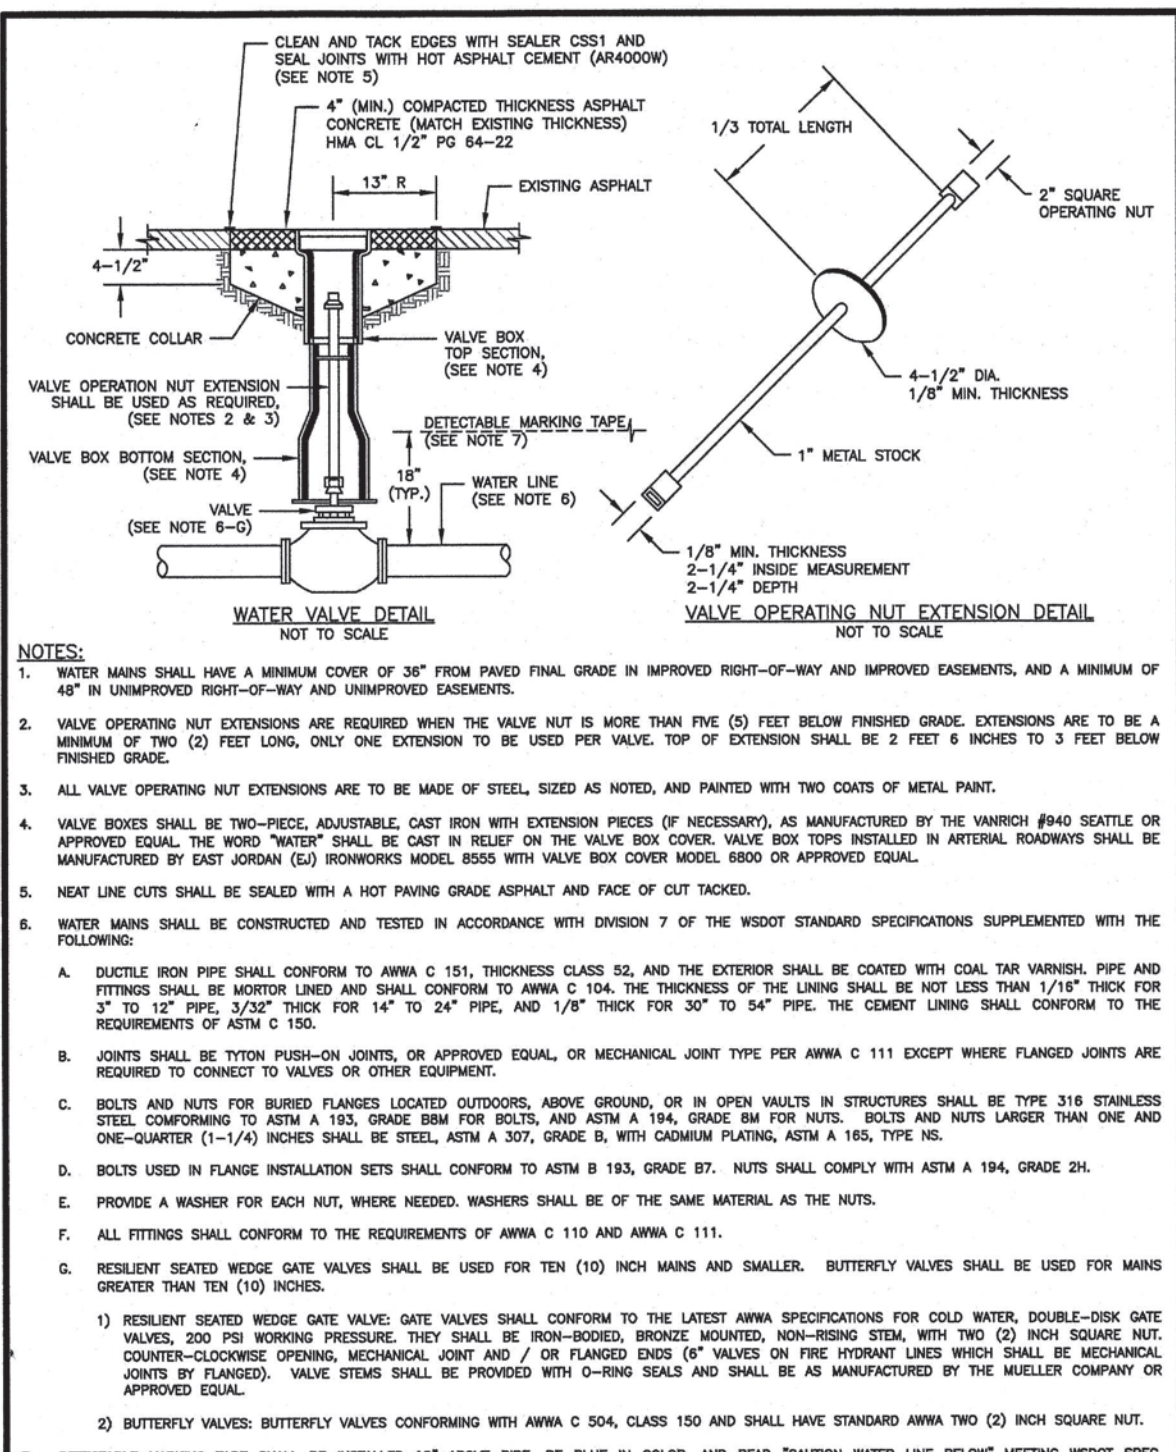 CLEAN AND TACK EDGES WITH SEALER CSS1 AND
SEAL JOINTS WITH HOT ASPHALT CEMENT (AR4000W)
(SEE NOTE 5)
4" (MIN.) COMPACTED THICKNESS ASPHALT
CONCRETE (MATCH EXISTING THICKNESS)
HMA CL 1/2" PG 64-22
13" R
EXISTING ASPHALT
4-1/2"
CONCRETE COLLAR
VALVE BOX
TOP SECTION,
(SEE NOTE 4)
VALVE OPERATION NUT EXTENSION
SHALL BE USED AS REQUIRED,
(SEE NOTES 2 & 3)
DETECTABLE MARKING TAPE
(SEE NOTE 7)
VALVE BOX BOTTOM SECTION,
(SEE NOTE 4)
18"
(TYP.)
WATER LINE
(SEE NOTE 6)
VALVE
(SEE NOTE 6-G)
WATER VALVE DETAIL
NOT TO SCALE
1/3 TOTAL LENGTH
2" SQUARE
OPERATING NUT
4-1/2" DIA.
1/8" MIN. THICKNESS
1" METAL STOCK
1/8" MIN. THICKNESS
2-1/4" INSIDE MEASUREMENT
2-1/4" DEPTH
VALVE OPERATING NUT EXTENSION DETAIL
NOT TO SCALE
NOTES:
1. WATER MAINS SHALL HAVE A MINIMUM COVER OF 36" FROM PAVED FINAL GRADE IN IMPROVED RIGHT-OF-WAY AND IMPROVED EASEMENTS, AND A MINIMUM OF
48" IN UNIMPROVED RIGHT-OF-WAY AND UNIMPROVED EASEMENTS.
2. VALVE OPERATING NUT EXTENSIONS ARE REQUIRED WHEN THE VALVE NUT IS MORE THAN FIVE (5) FEET BELOW FINISHED GRADE. EXTENSIONS ARE TO BE A
MINIMUM OF TWO (2) FEET LONG, ONLY ONE EXTENSION TO BE USED PER VALVE. TOP OF EXTENSION SHALL BE 2 FEET 6 INCHES TO 3 FEET BELOW
FINISHED GRADE.
3. ALL VALVE OPERATING NUT EXTENSIONS ARE TO BE MADE OF STEEL, SIZED AS NOTED, AND PAINTED WITH TWO COATS OF METAL PAINT.
4. VALVE BOXES SHALL BE TWO-PIECE, ADJUSTABLE, CAST IRON WITH EXTENSION PIECES (IF NECESSARY), AS MANUFACTURED BY THE VANRICH #940 SEATTLE OR
APPROVED EQUAL. THE WORD "WATER" SHALL BE CAST IN RELIEF ON THE VALVE BOX COVER. VALVE BOX TOPS INSTALLED IN ARTERIAL ROADWAYS SHALL BE
MANUFACTURED BY EAST JORDAN (EJ) IRONWORKS MODEL 8555 WITH VALVE BOX COVER MODEL 6800 OR APPROVED EQUAL.
5. NEAT LINE CUTS SHALL BE SEALED WITH A HOT PAVING GRADE ASPHALT AND FACE OF CUT TACKED.
6. WATER MAINS SHALL BE CONSTRUCTED AND TESTED IN ACCORDANCE WITH DIVISION 7 OF THE WSDOT STANDARD SPECIFICATIONS SUPPLEMENTED WITH THE
FOLLOWING:
A. DUCTILE IRON PIPE SHALL CONFORM TO AWWA C 151, THICKNESS CLASS 52, AND THE EXTERIOR SHALL BE COATED WITH COAL TAR VARNISH. PIPE AND
FITTINGS SHALL BE MORTOR LINED AND SHALL CONFORM TO AWWA C 104. THE THICKNESS OF THE LINING SHALL BE NOT LESS THAN 1/16" THICK FOR
3" TO 12" PIPE, 3/32" THICK FOR 14" TO 24" PIPE, AND 1/8" THICK FOR 30" TO 54" PIPE. THE CEMENT LINING SHALL CONFORM TO THE
REQUIREMENTS OF ASTM C 150.
B. JOINTS SHALL BE TYTON PUSH-ON JOINTS, OR APPROVED EQUAL, OR MECHANICAL JOINT TYPE PER AWWA C 111 EXCEPT WHERE FLANGED JOINTS ARE
REQUIRED TO CONNECT TO VALVES OR OTHER EQUIPMENT.
C. BOLTS AND NUTS FOR BURIED FLANGES LOCATED OUTDOORS, ABOVE GROUND, OR IN OPEN VAULTS IN STRUCTURES SHALL BE TYPE 316 STAINLESS
STEEL COMFORMING TO ASTM A 193, GRADE B8M FOR BOLTS, AND ASTM A 194, GRADE 8M FOR NUTS. BOLTS AND NUTS LARGER THAN ONE AND
ONE-QUARTER (1-1/4) INCHES SHALL BE STEEL, ASTM A 307, GRADE B, WITH CADMIUM PLATING, ASTM A 165, TYPE NS.
D. BOLTS USED IN FLANGE INSTALLATION SETS SHALL CONFORM TO ASTM B 193, GRADE B7. NUTS SHALL COMPLY WITH ASTM A 194, GRADE 2H.
E. PROVIDE A WASHER FOR EACH NUT, WHERE NEEDED. WASHERS SHALL BE OF THE SAME MATERIAL AS THE NUTS.
F. ALL FITTINGS SHALL CONFORM TO THE REQUIREMENTS OF AWWA C 110 AND AWWA C 111.
G. RESILIENT SEATED WEDGE GATE VALVES SHALL BE USED FOR TEN (10) INCH MAINS AND SMALLER. BUTTERFLY VALVES SHALL BE USED FOR MAINS
GREATER THAN TEN (10) INCHES.
1) RESILIENT SEATED WEDGE GATE VALVE: GATE VALVES SHALL CONFORM TO THE LATEST AWWA SPECIFICATIONS FOR COLD WATER, DOUBLE-DISK GATE
VALVES, 200 PSI WORKING PRESSURE. THEY SHALL BE IRON-BODIED, BRONZE MOUNTED, NON-RISING STEM, WITH TWO (2) INCH SQUARE NUT.
COUNTER-CLOCKWISE OPENING, MECHANICAL JOINT AND / OR FLANGED ENDS (6" VALVES ON FIRE HYDRANT LINES WHICH SHALL BE MECHANICAL
JOINTS BY FLANGED). VALVE STEMS SHALL BE PROVIDED WITH O-RING SEALS AND SHALL BE AS MANUFACTURED BY THE MUELLER COMPANY OR
APPROVED EQUAL.
2) BUTTERFLY VALVES: BUTTERFLY VALVES CONFORMING WITH AWWA C 504, CLASS 150 AND SHALL HAVE STANDARD AWWA TWO (2) INCH SQUARE NUT.